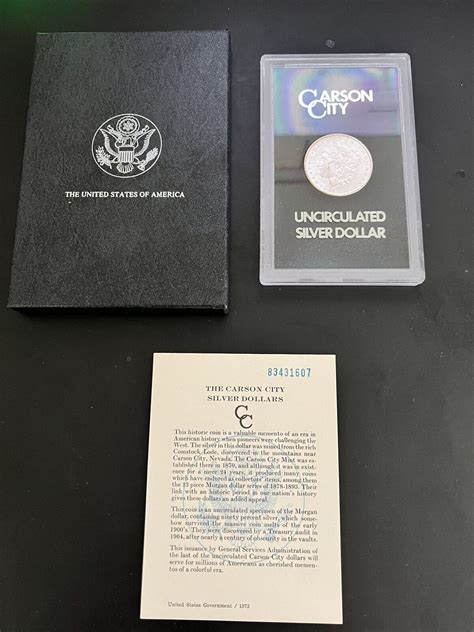 THE UNITED STATES OF AMERICA
CARSON
CITY
UNCIRCULATED
SILVER DOLLAR
83431607
THE CARSON CITY
SILVER DOLLARS
CC
This historic coin is a valuable memento of an era in
American history when pioneers were challenging the
West. The silver in this dollar was mined from the rich
Comstock Lode, discovered in the mountains near
Carson City, Nevada. The Carson City Mint was es-
tablished there in 1870, and although it was in exist-
ence for a mere 24 years, it produced many coins
which have endured as collectors' items, among them
the 13 piece Morgan dollar series of 1878-1893. Their
link with an historic period in our nation's history
gives these dollars an added appeal.
This coin is an uncirculated specimen of the Morgan
dollar, containing ninety percent silver, which some-
how survived the massive coin melts of the early
1900's. They were discovered by a Treasury audit in
1964, after nearly a century of obscurity in the vaults.
This issuance by General Services Administration of
the last of the uncirculated Carson City dollars will
serve for millions of Americans as cherished memen-
tos of a colorful era.
United States Government / 1972